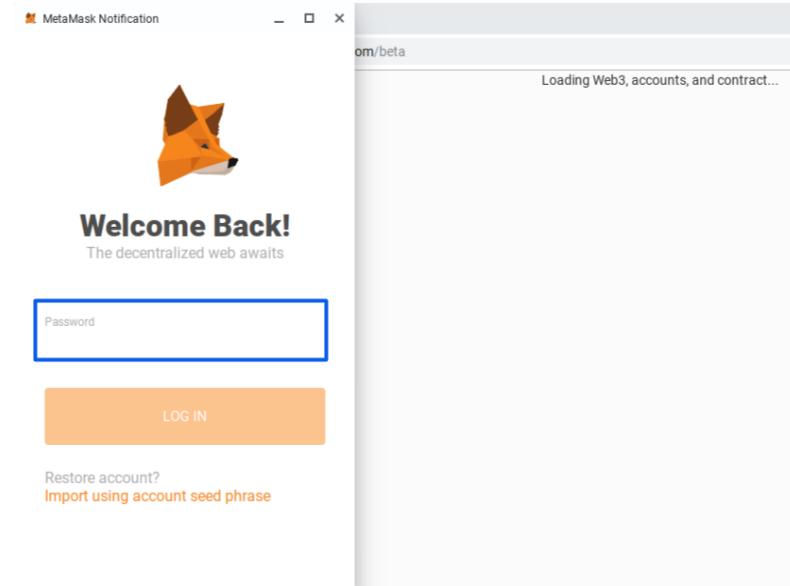 MetaMask Notification
om/beta
Loading Web3, accounts, and contract...
Welcome Back!
The decentralized web awaits
Password
LOG IN
Restore account?
Import using account seed phrase